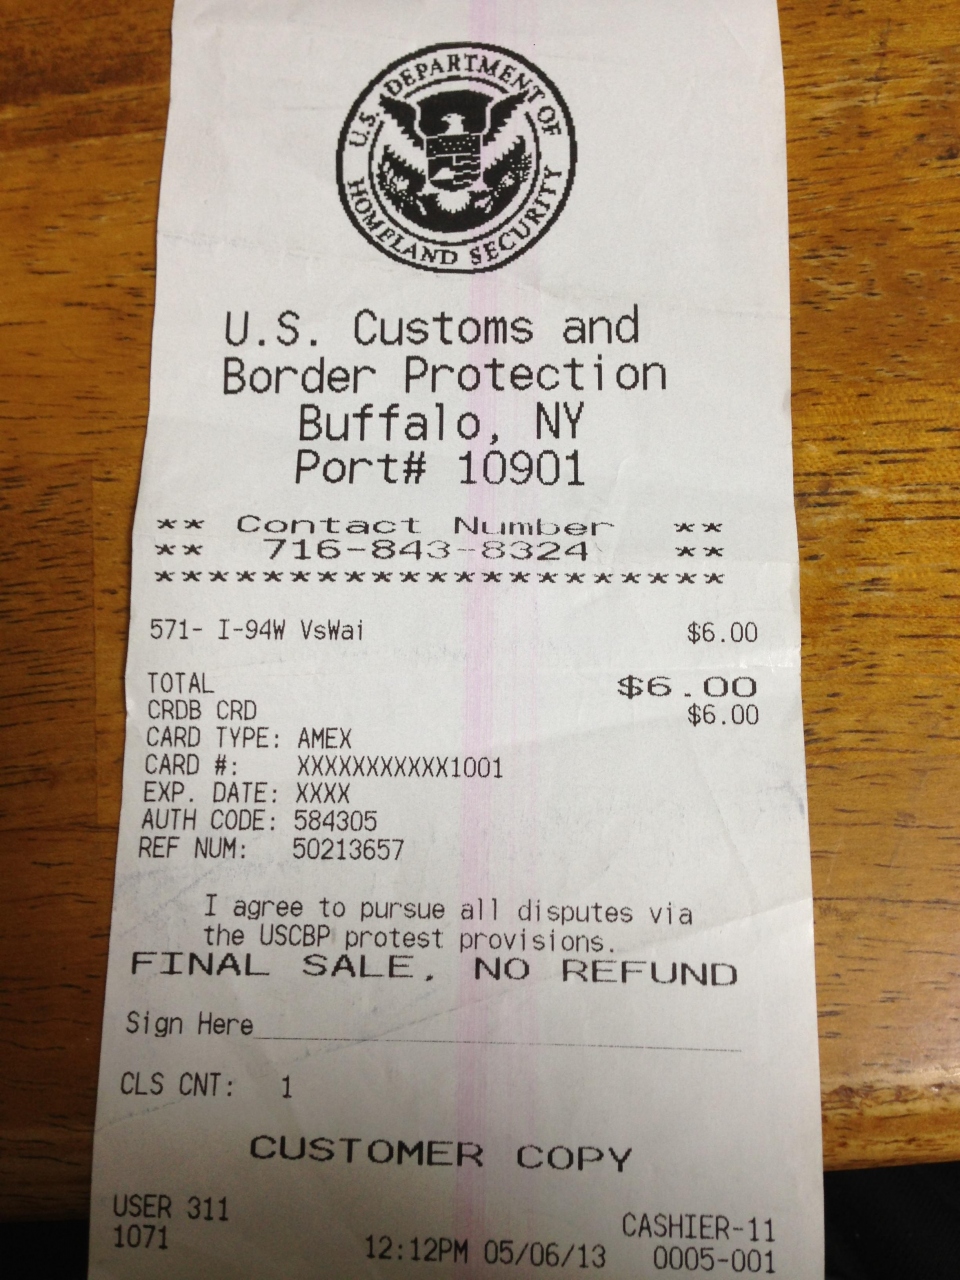 U.S. DEPARTMENT OF HOMELAND SECURITY
U.S. Customs and
Border Protection
Buffalo, NY
Port# 10901
** Contact Number **
** 716-843-8324 **
*********************
571- I-94W VsWai $6.00
TOTAL $6.00
CRDB CRD $6.00
CARD TYPE: AMEX
CARD #: XXXXXXXXXXX1001
EXP. DATE: XXXX
AUTH CODE: 584305
REF NUM: 50213657
I agree to pursue all disputes via
the USCBP protest provisions.
FINAL SALE, NO REFUND
Sign Here
CLS CNT: 1
CUSTOMER COPY
USER 311 CASHIER-11
1071 12:12PM 05/06/13 0005-001